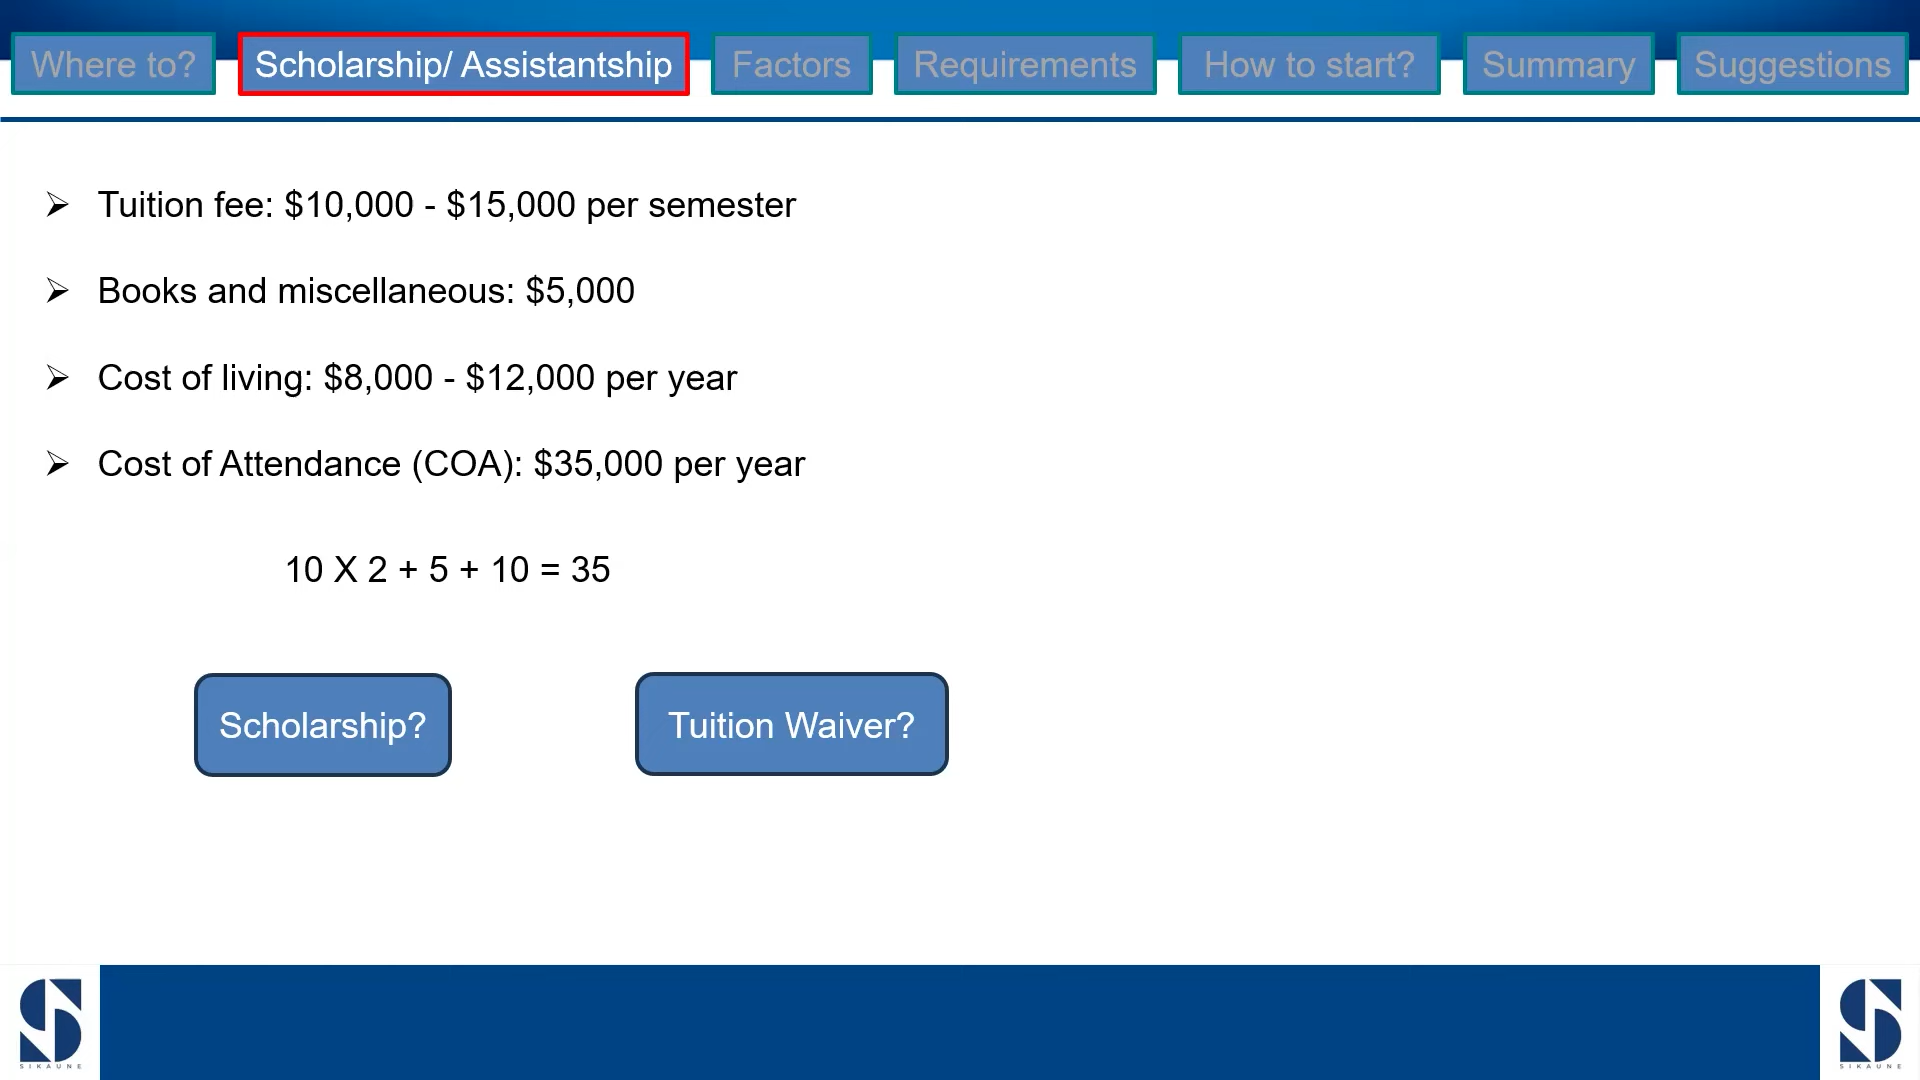 Where to?
Scholarship/ Assistantship
Factors
Requirements
How to start?
Summary
Suggestions
➢ Tuition fee: $10,000 - $15,000 per semester
➢ Books and miscellaneous: $5,000
➢ Cost of living: $8,000 - $12,000 per year
➢ Cost of Attendance (COA): $35,000 per year
10 X 2 + 5 + 10 = 35
Scholarship?
Tuition Waiver?
SIKAUNE
SIKAUNE